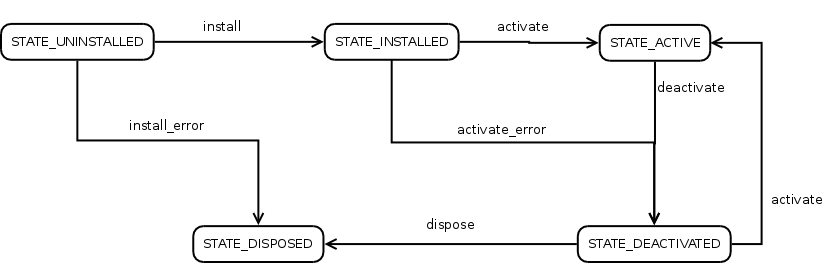 install
activate
STATE_UNINSTALLED
STATE_INSTALLED
STATE_ACTIVE
deactivate
install_error
activate_error
activate
dispose
STATE_DISPOSED
STATE_DEACTIVATED